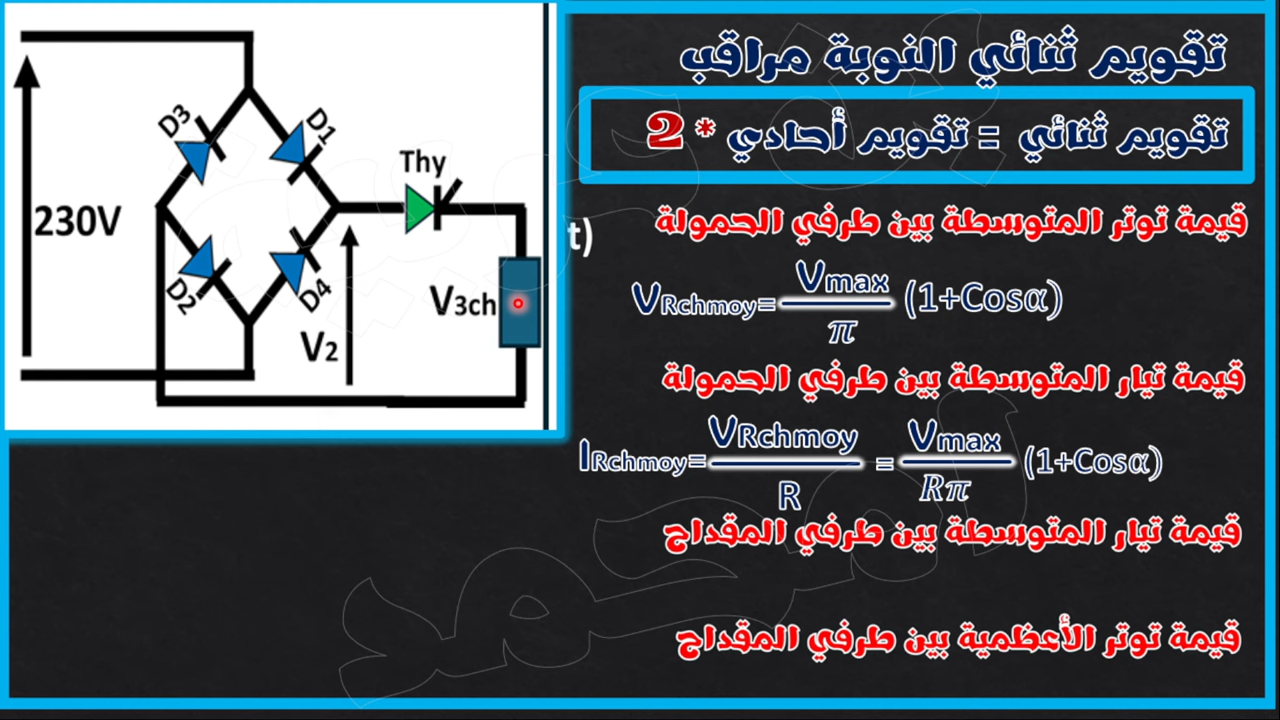 تقويم ثنائي النوبة مراقب
تقويم ثنائي = تقويم أحادي * 2
قيمة توتر المتوسطة بين طرفي الحمولة
t)
VRchmoy= Vmax / π (1+Cosα)
قيمة تيار المتوسطة بين طرفي الحمولة
IRchmoy= VRchmoy / R = Vmax / Rπ (1+Cosα)
قيمة تيار المتوسطة بين طرفي المقداح
قيمة توتر الأعظمية بين طرفي المقداح
D3
D1
Thy
230V
D2
D4
V3ch
V2